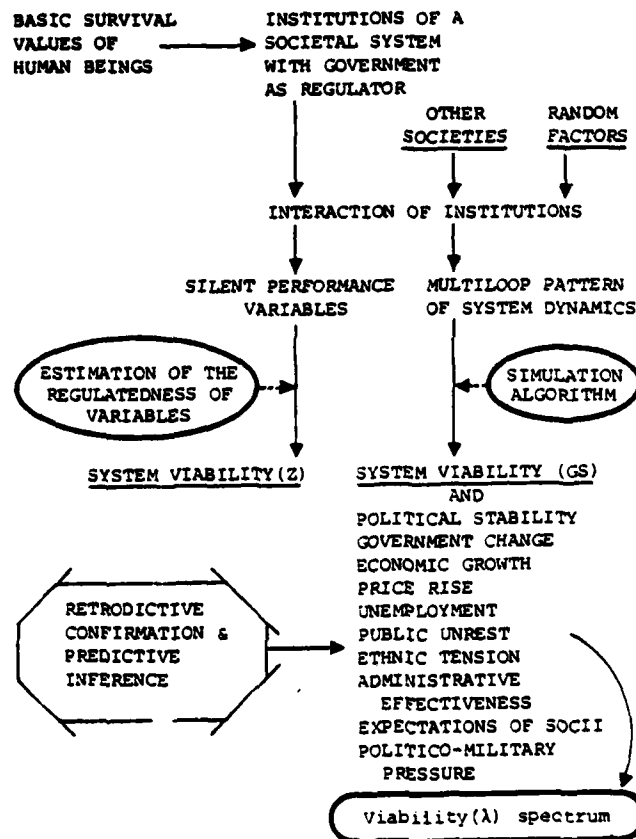 BASIC SURVIVAL
VALUES OF
HUMAN BEINGS
INSTITUTIONS OF A
SOCIETAL SYSTEM
WITH GOVERNMENT
AS REGULATOR
OTHER
SOCIETIES
RANDOM
FACTORS
INTERACTION OF INSTITUTIONS
SILENT PERFORMANCE
VARIABLES
MULTILOOP PATTERN
OF SYSTEM DYNAMICS
ESTIMATION OF THE
REGULATEDNESS OF
VARIABLES
SIMULATION
ALGORITHM
SYSTEM VIABILITY(Z)
SYSTEM VIABILITY (GS)
AND
POLITICAL STABILITY
GOVERNMENT CHANGE
ECONOMIC GROWTH
PRICE RISE
UNEMPLOYMENT
PUBLIC UNREST
ETHNIC TENSION
ADMINISTRATIVE
EFFECTIVENESS
EXPECTATIONS OF SOCII
POLITICO-MILITARY
PRESSURE
RETRODICTIVE
CONFIRMATION &
PREDICTIVE
INFERENCE
Viability(λ) spectrum